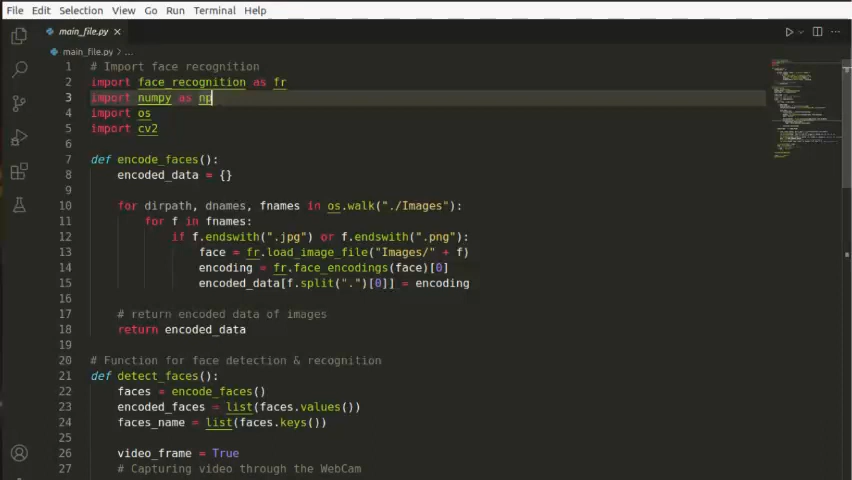 File Edit Selection View Go Run Terminal Help
main_file.py
main_file.py > ...
1 # Import face recognition
2 import face_recognition as fr
3 import numpy as np
4 import os
5 import cv2
6
7 def encode_faces():
8 encoded_data = {}
9
10 for dirpath, dnames, fnames in os.walk("./Images"):
11 for f in fnames:
12 if f.endswith(".jpg") or f.endswith(".png"):
13 face = fr.load_image_file("Images/" + f)
14 encoding = fr.face_encodings(face)[0]
15 encoded_data[f.split(".")[0]] = encoding
16
17 # return encoded data of images
18 return encoded_data
19
20 # Function for face detection & recognition
21 def detect_faces():
22 faces = encode_faces()
23 encoded_faces = list(faces.values())
24 faces_name = list(faces.keys())
25
26 video_frame = True
27 # Capturing video through the WebCam